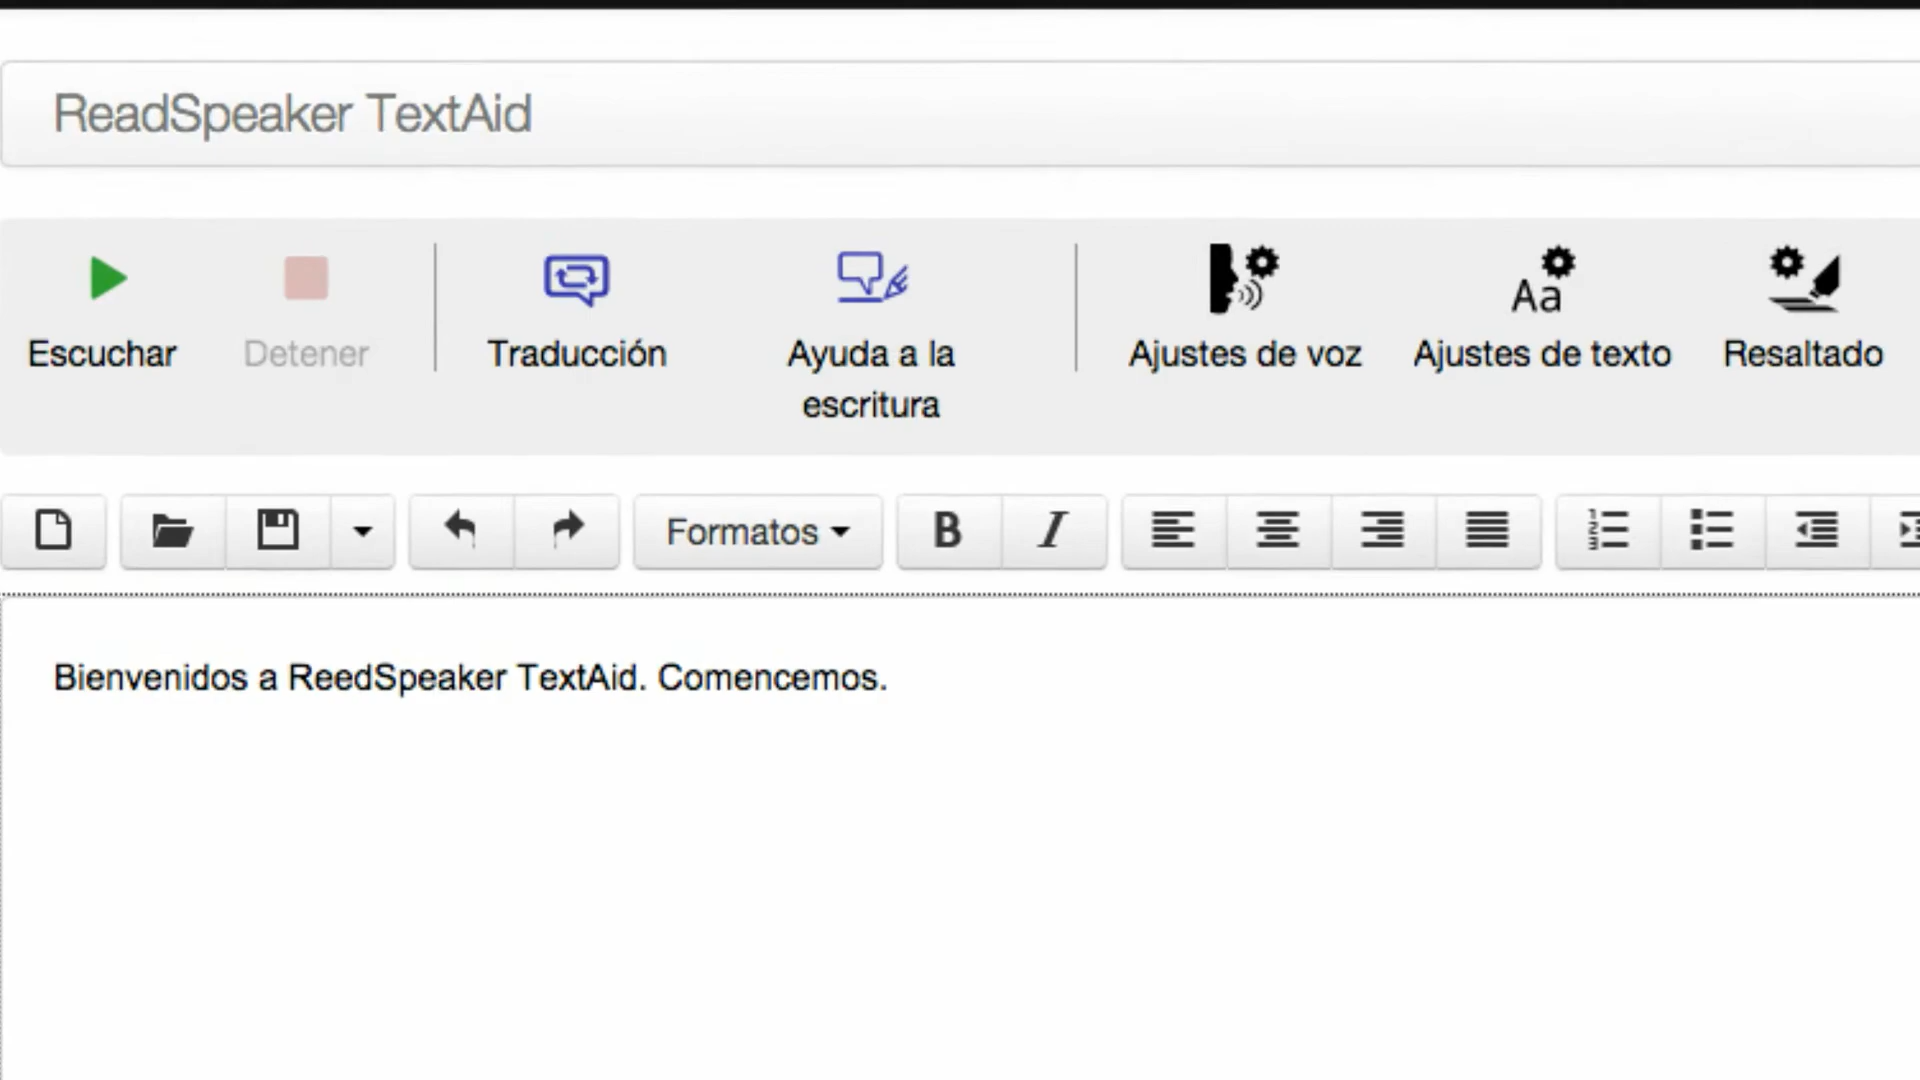 ReadSpeaker TextAid
Escuchar Detener Traducción Ayuda a la escritura Ajustes de voz Aa Ajustes de texto Resaltado
Formatos B I
Bienvenidos a ReedSpeaker TextAid. Comencemos.